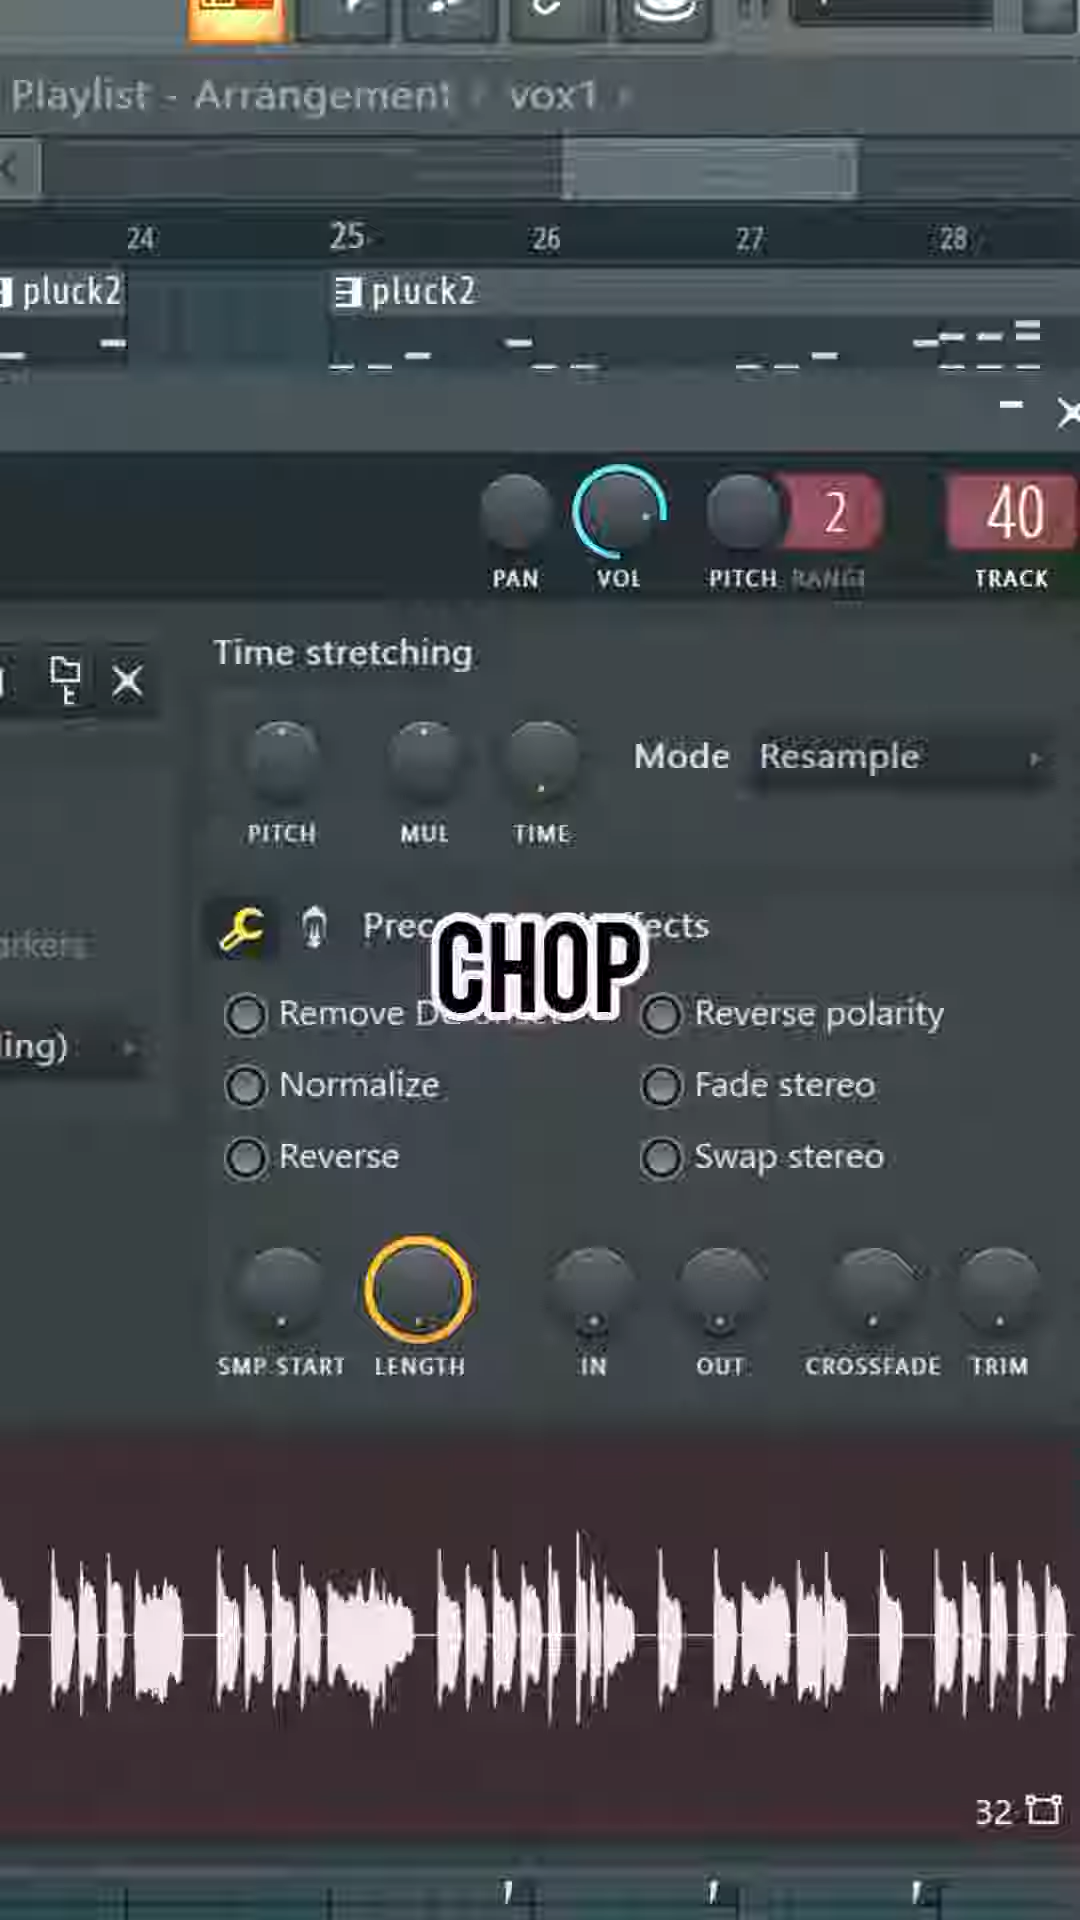 Playlist - Arrangement › vox1 ›
24 25 26 27 28
pluck2 pluck2
2 40
PAN VOL PITCH RANGE TRACK
Time stretching
Mode Resample
PITCH MUL TIME
CHOP
Remove
Reverse polarity
Normalize
Fade stereo
Reverse
Swap stereo
SMP START LENGTH IN OUT CROSSFADE TRIM
32